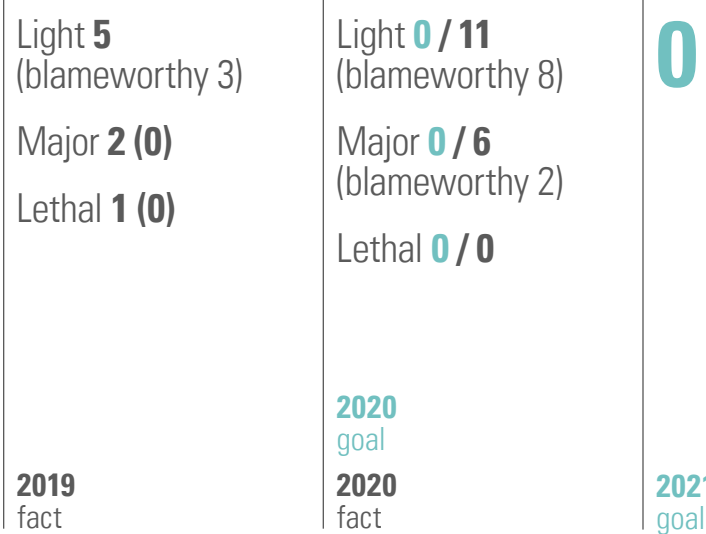 Light 5
(blameworthy 3)
Major 2 (0)
Lethal 1 (0)
2019
fact
Light 0 / 11
(blameworthy 8)
Major 0 / 6
(blameworthy 2)
Lethal 0 / 0
2020
goal
2020
fact
0
2021
goal